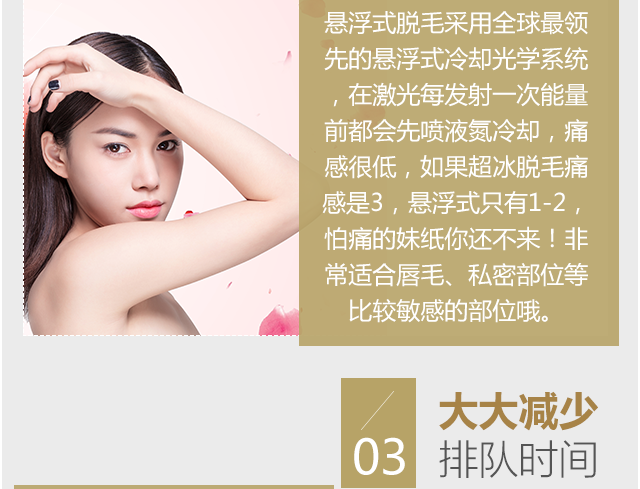 悬浮式脱毛采用全球最领
先的悬浮式冷却光学系统
，在激光每发射一次能量
前都会先喷液氮冷却，痛
感很低，如果超冰脱毛痛
感是3，悬浮式只有1-2，
怕痛的妹纸你还不来！非
常适合唇毛、私密部位等
比较敏感的部位哦。
03
大大减少
排队时间